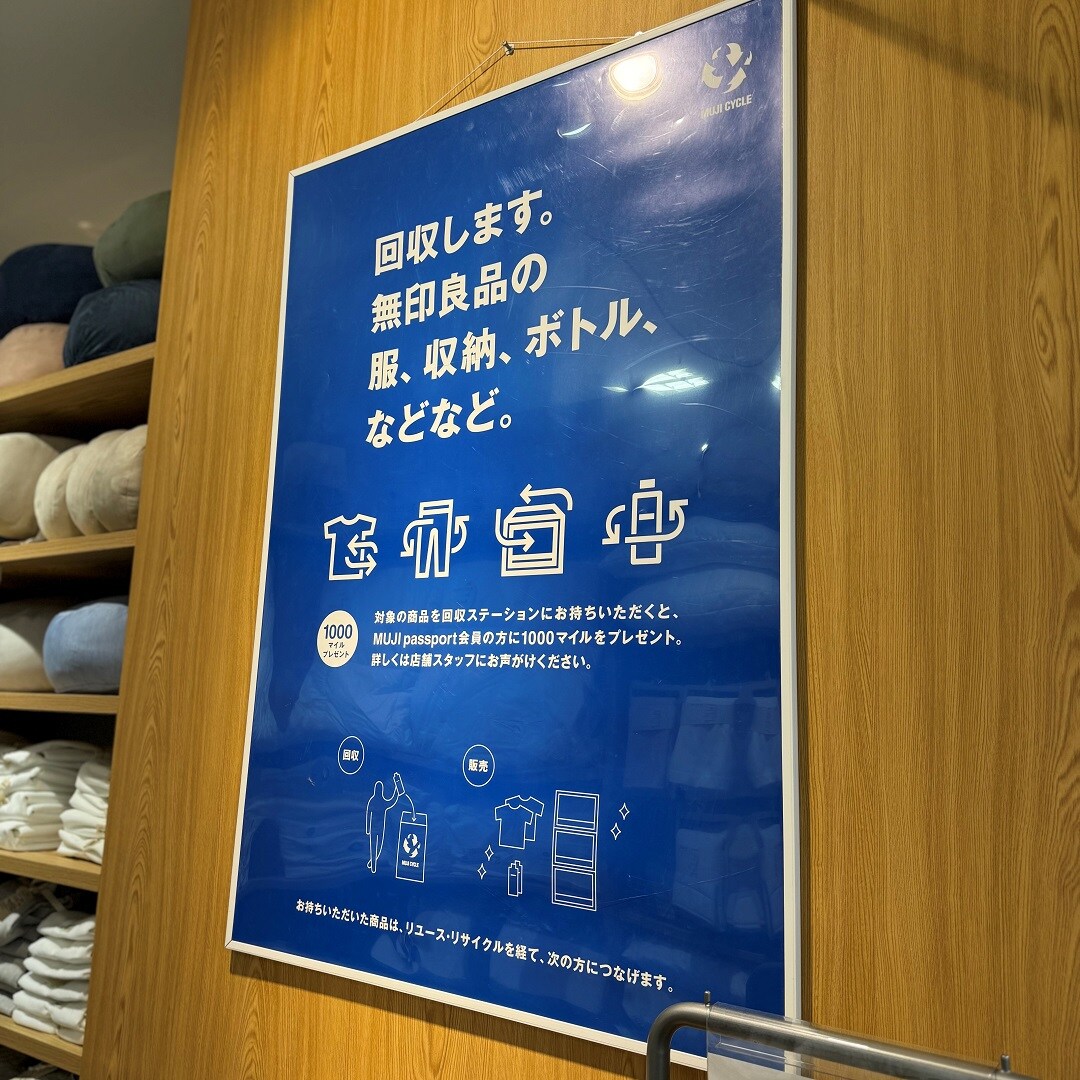 MUJI CYCLE
回収します。
無印良品の
服、収納、ボトル、
などなど。
1000
マイル
プレゼント
対象の商品を回収ステーションにお持ちいただくと、
MUJI passport会員の方に1000マイルをプレゼント。
詳しくは店舗スタッフにお声がけください。
回収
販売
MUJI CYCLE
お持ちいただいた商品は、リユース・リサイクルを経て、次の方につなげます。